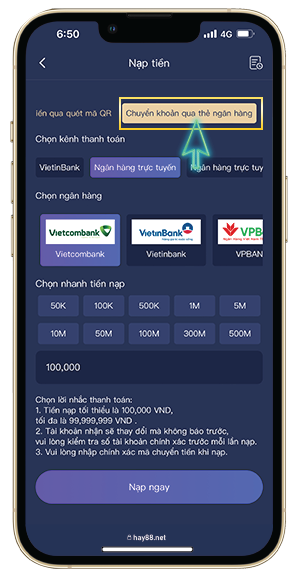 6:50
4G
Nạp tiền
iền qua quét mã QR
Chuyển khoản qua thẻ ngân hàng
Chọn kênh thanh toán
VietinBank
Ngân hàng trực tuyến
Ngân hàng trực tuy
Chọn ngân hàng
Vietcombank
VietinBank
VPB
Vietcombank
Vietinbank
VPBAN
Chọn nhanh tiền nạp
50K 100K 500K 1M 5M
10M 50M 100M 300M 500M
100,000
Chọn lời nhắc thanh toán:
1. Tiền nạp tối thiểu là 100,000 VND,
tối đa là 99,999,999 VND .
2. Tài khoản nhận sẽ thay đổi mà không báo trước,
vui lòng kiểm tra số tài khoản chính xác trước mỗi lần nạp.
3. Vui lòng nhập chính xác mã chuyển tiền khi nạp.
Nạp ngay
hay88.net